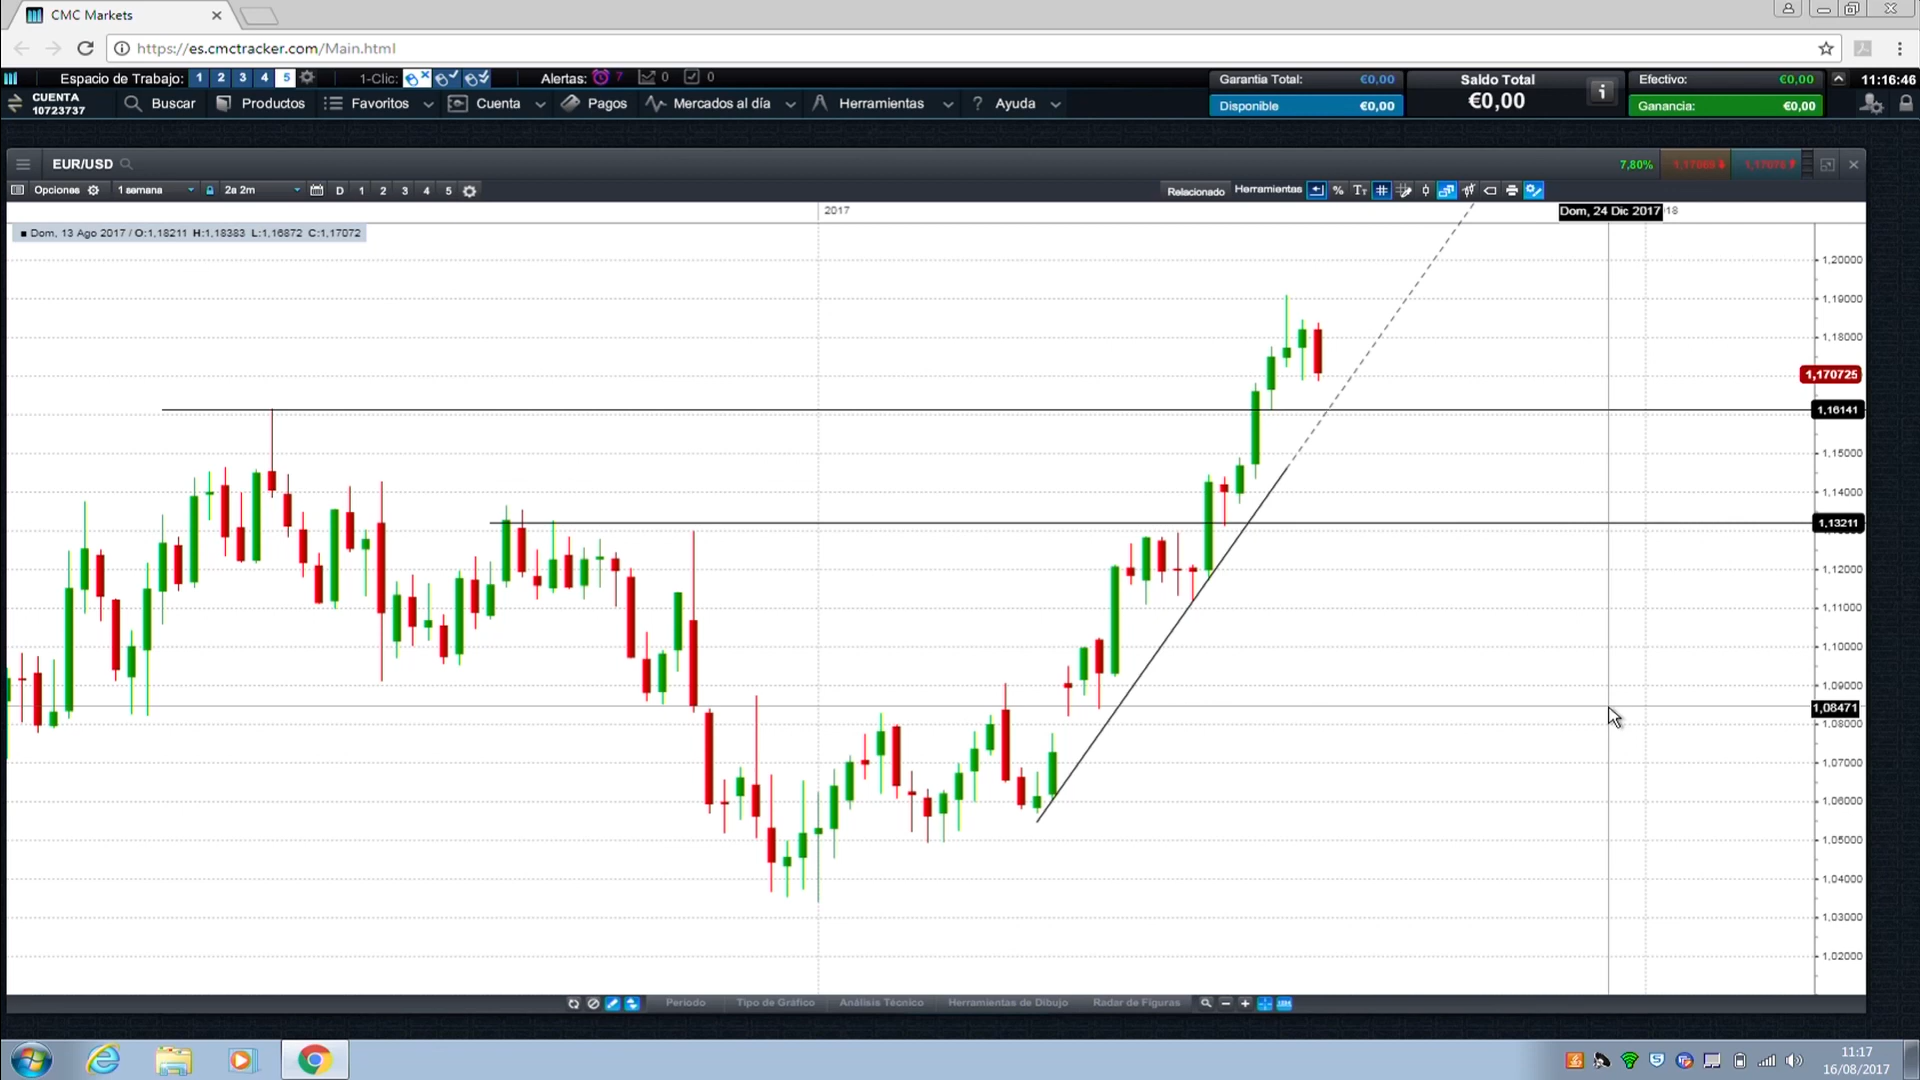 CMC Markets
https://es.cmctracker.com/Main.html
Espacio de Trabajo: 1 2 3 4 5 1-Clic: Alertas: 7 0 0
Garantia Total: €0,00 Saldo Total Efectivo: €0,00 11:16:46
CUENTA
10723737
Buscar Productos Favoritos Cuenta Pagos Mercados al día Herramientas ? Ayuda
Disponible €0,00 €0,00 Ganancia: €0,00
EUR/USD 7,80%
Opciones 1 semana 2a 2m D 1 2 3 4 5 Relacionado Herramientas %
2017 Dom, 24 Dic 2017 18
Dom, 13 Ago 2017 / O:1,18211 H:1,18383 L:1,16872 C:1,17072
1,20000
1,19000
1,18000
1,170725
1,16141
1,15000
1,14000
1,13211
1,12000
1,11000
1,10000
1,09000
1,08471
1,08000
1,07000
1,06000
1,05000
1,04000
1,03000
1,02000
Periodo Tipo de Gráfico Análisis Técnico Herramientas de Dibujo Radar de Figuras
11:17
16/08/2017